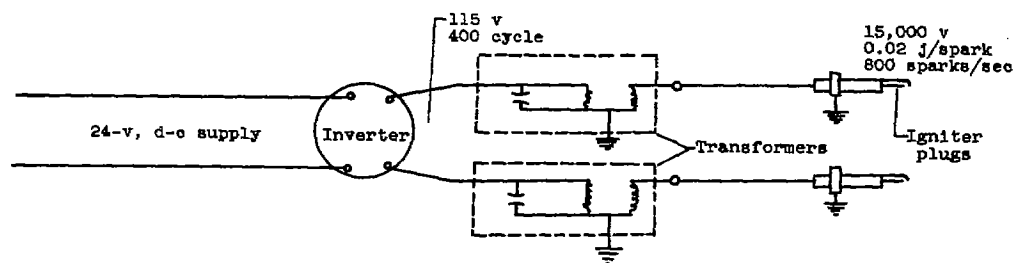 115 v
400 cycle
15,000 v
0.02 j/spark
800 sparks/sec
24-v, d-c supply
Inverter
Transformers
Igniter
plugs